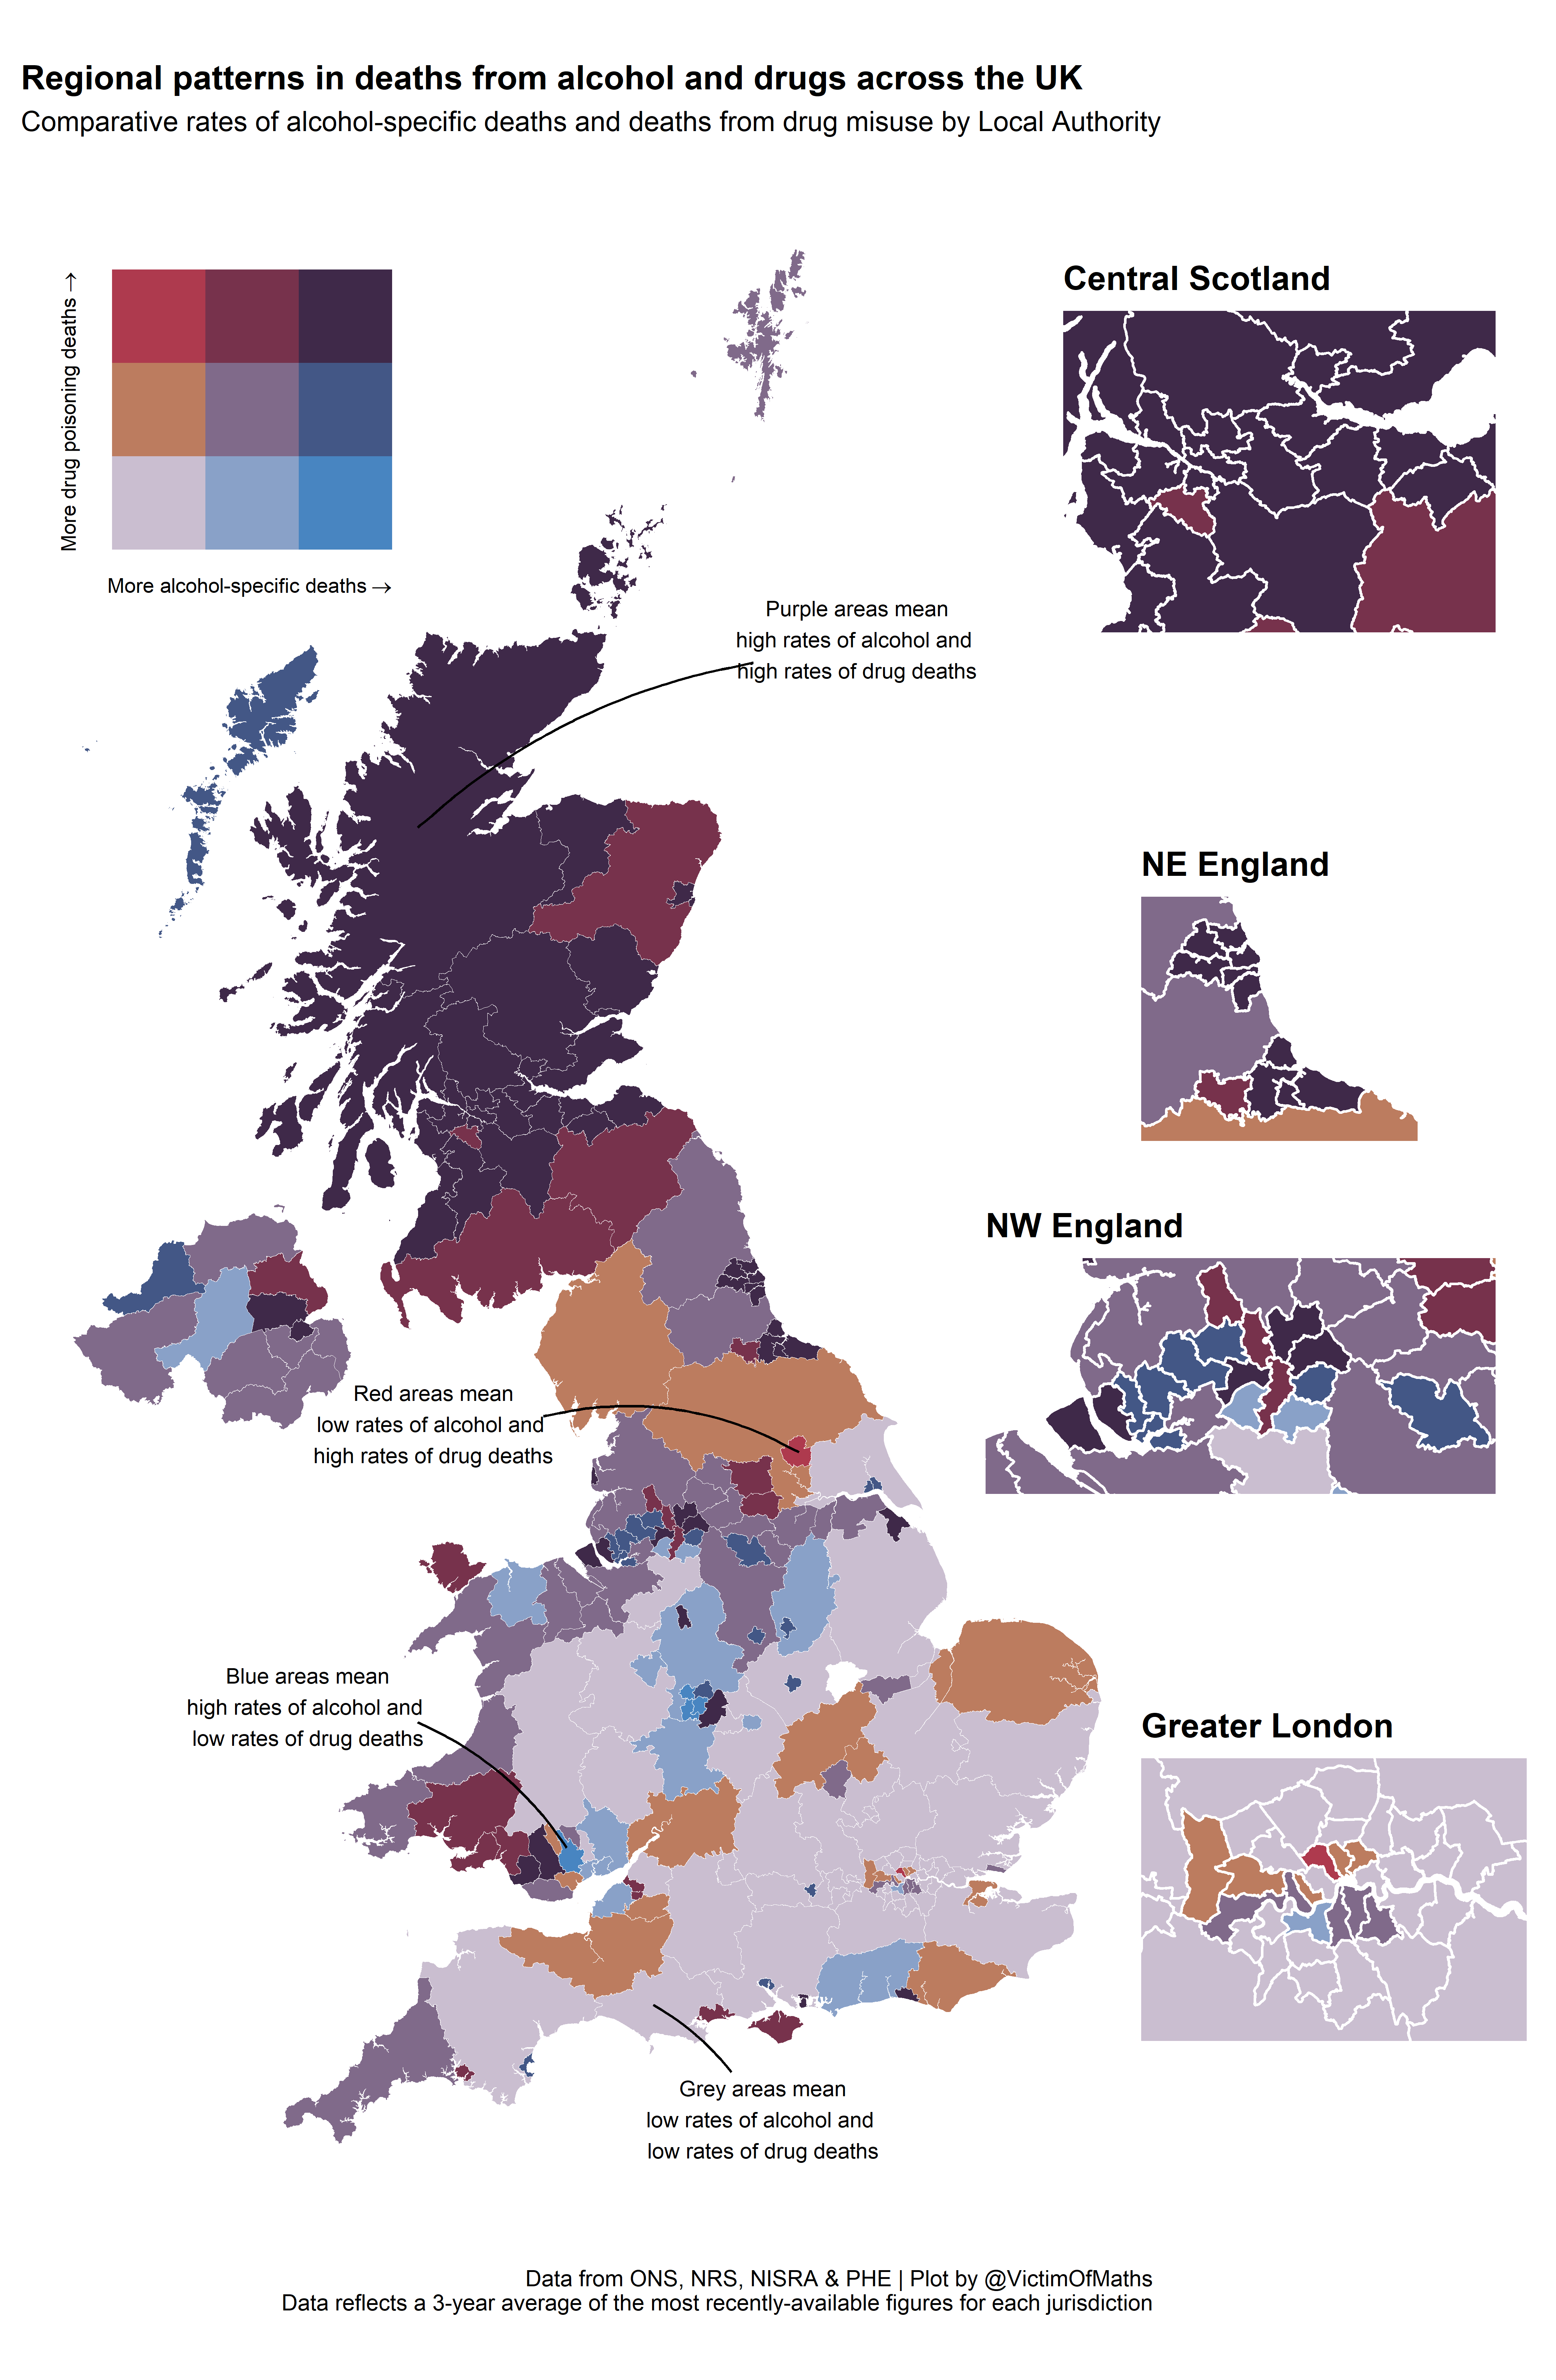 Regional patterns in deaths from alcohol and drugs across the UK
Comparative rates of alcohol-specific deaths and deaths from drug misuse by Local Authority
More drug poisoning deaths →
More alcohol-specific deaths →
Central Scotland
Purple areas mean
high rates of alcohol and
high rates of drug deaths
NE England
NW England
Red areas mean
low rates of alcohol and
high rates of drug deaths
Blue areas mean
high rates of alcohol and
low rates of drug deaths
Greater London
Grey areas mean
low rates of alcohol and
low rates of drug deaths
Data from ONS, NRS, NISRA & PHE | Plot by @VictimOfMaths
Data reflects a 3-year average of the most recently-available figures for each jurisdiction